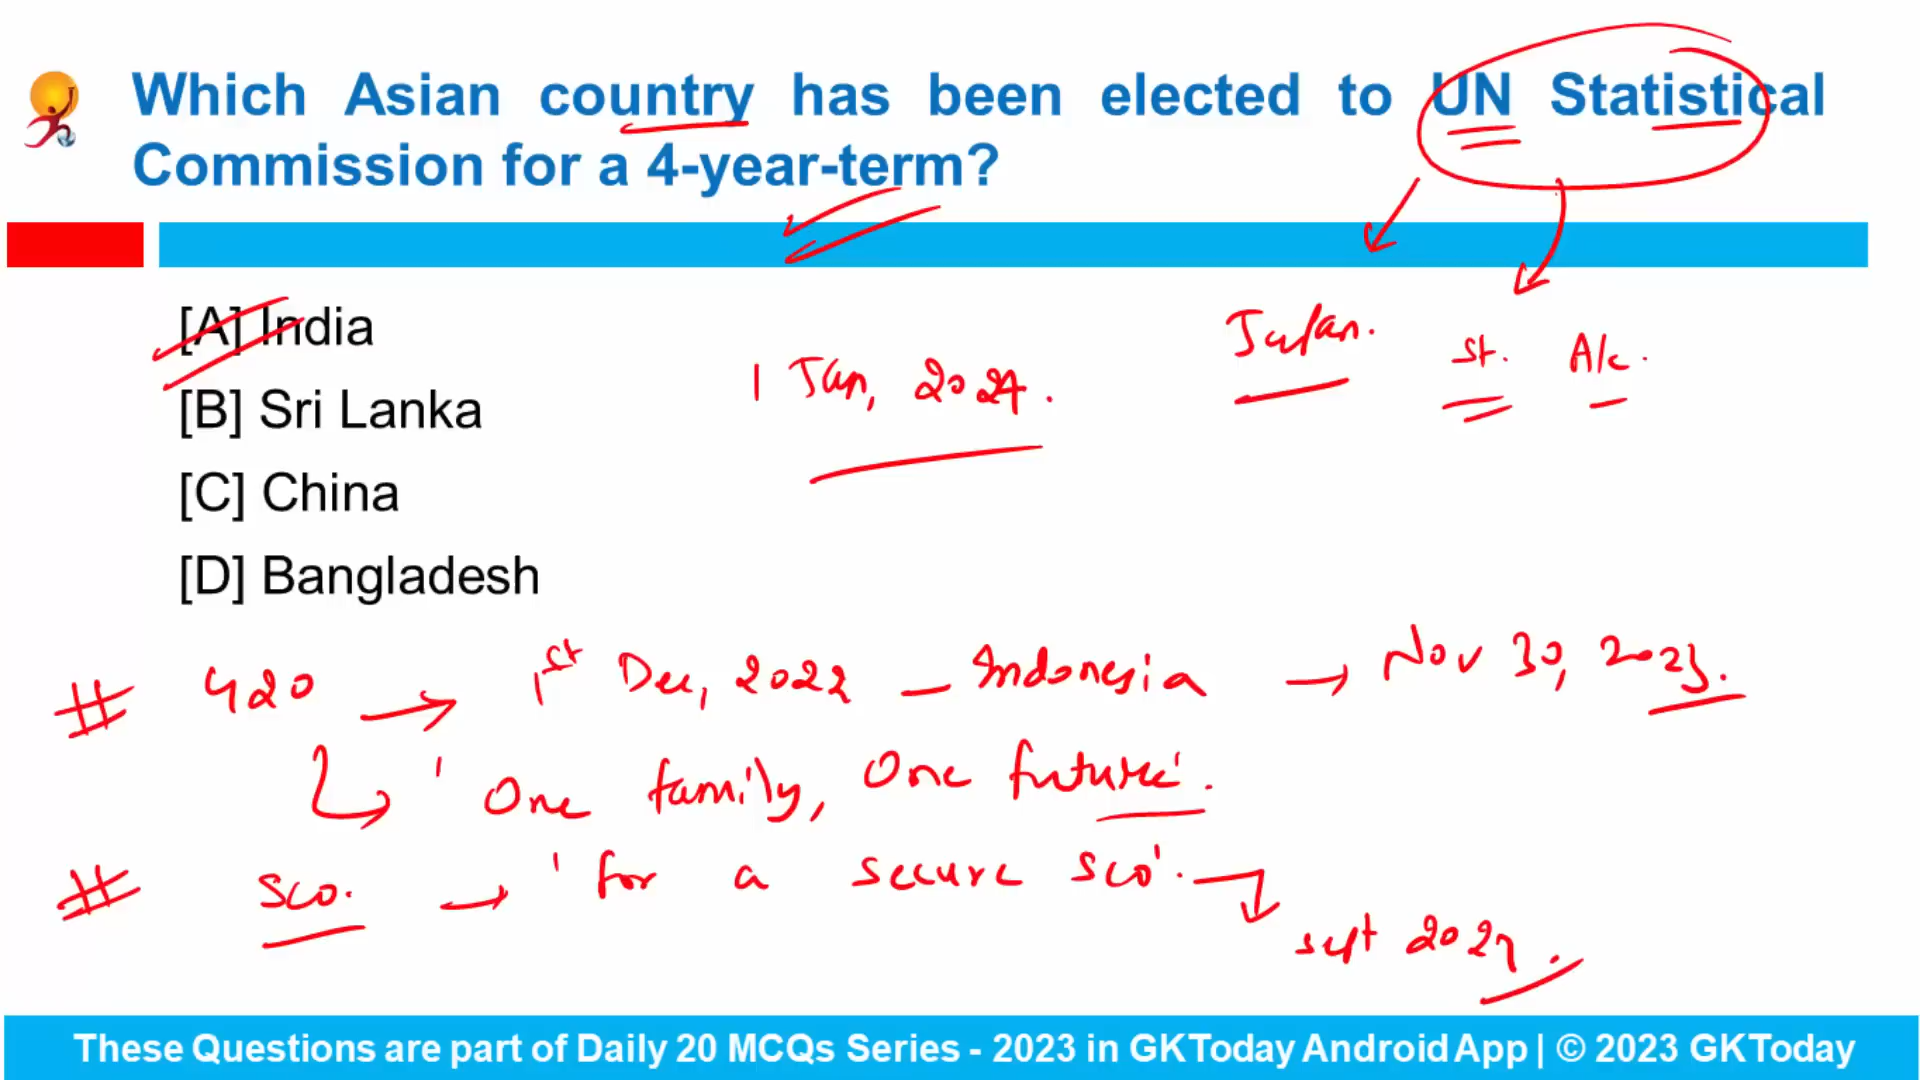 Which Asian country has been elected to UN Statistical
Commission for a 4-year-term?
[A] India
[B] Sri Lanka
[C] China
[D] Bangladesh
1 Jan, 2024.
Japan.
St. A/c.
# G20 → 1st Dec, 2022 – Indonesia → Nov 30, 2023.
'One family, One future'.
# SCO. → 'for a secure SCO'.
Sept
These Questions are part of Daily 20 MCQs Series - 2023 in GKToday Android App | © 2023 GKToday